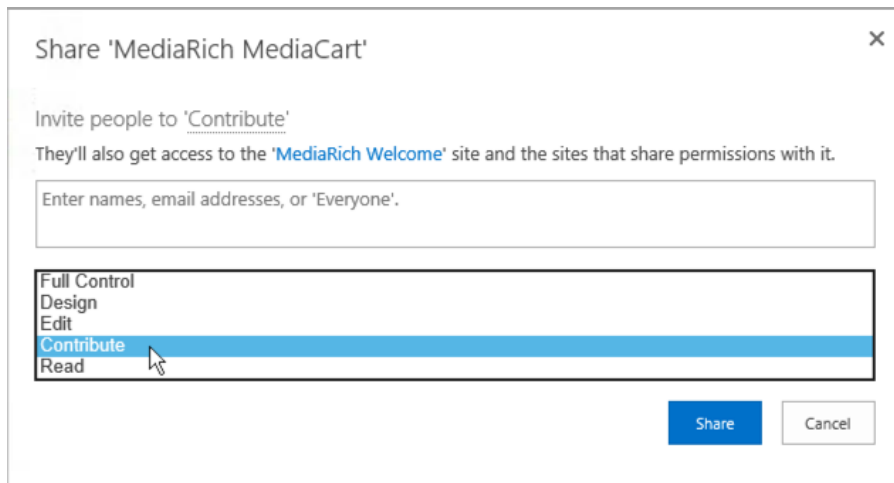 Share 'MediaRich MediaCart'
Invite people to 'Contribute'
They'll also get access to the 'MediaRich Welcome' site and the sites that share permissions with it.
Enter names, email addresses, or 'Everyone'.
Full Control
Design
Edit
Contribute
Read
Share Cancel